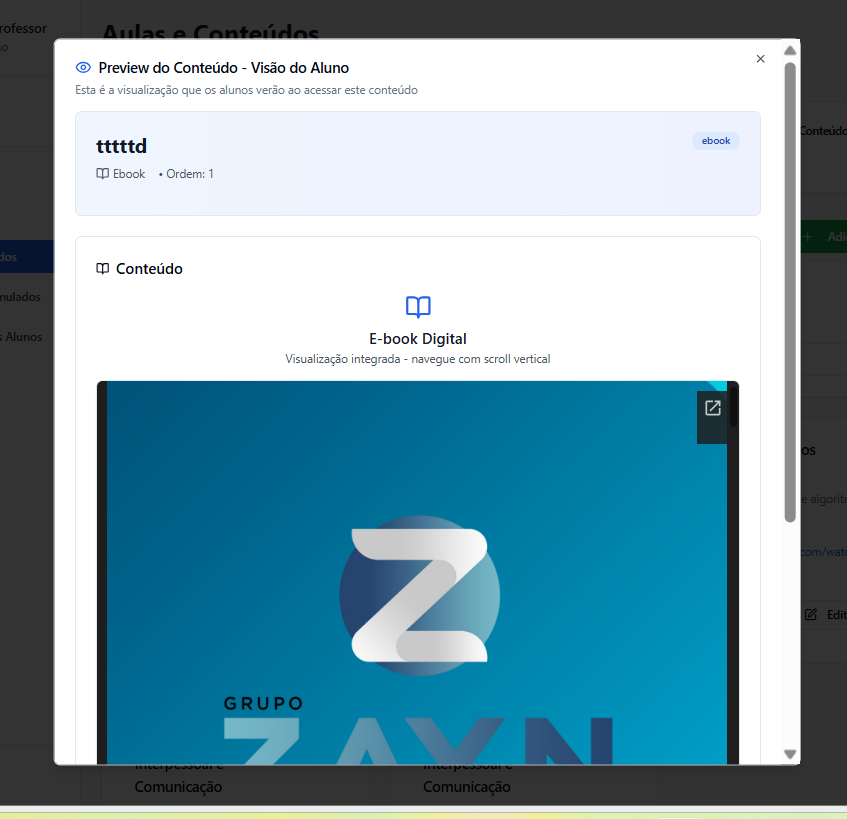 rofessor
Aulas e Conteúdos
Preview do Conteúdo - Visão do Aluno
Esta é a visualização que os alunos verão ao acessar este conteúdo
tttttd
ebook
Ebook • Ordem: 1
Conteúdo
dos
+ Adi
nulados
s Alunos
Conteúdo
E-book Digital
Visualização integrada - navegue com scroll vertical
os
e algorit
com/wato
Edit
GRUPO
ZAYN
Interpessoal e
Interpessoal e
Comunicação
Comunicação